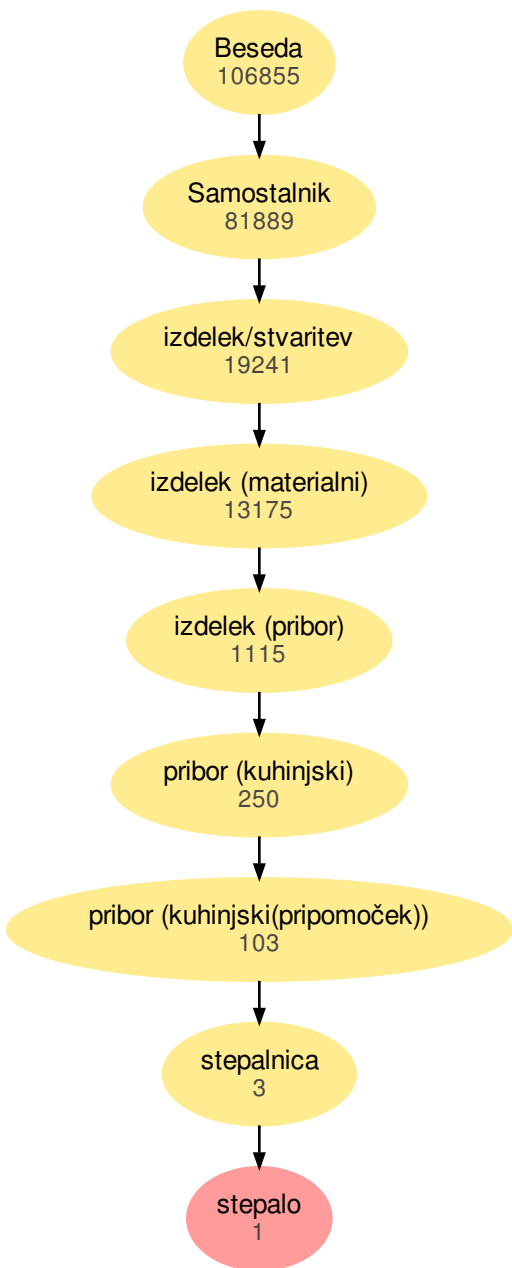 Beseda
106855
Samostalnik
81889
izdelek/stvaritev
19241
izdelek (materialni)
13175
izdelek (pribor)
1115
pribor (kuhinjski)
250
pribor (kuhinjski(pripomoček))
103
stepalnica
3
stepalo
1